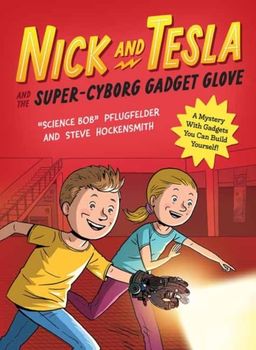 NICK AND TESLA
AND THE SUPER-CYBORG GADGET GLOVE
"SCIENCE BOB" PFLUGFELDER
AND STEVE HOCKENSMITH
A Mystery
With Gadgets
You Can Build
Yourself!